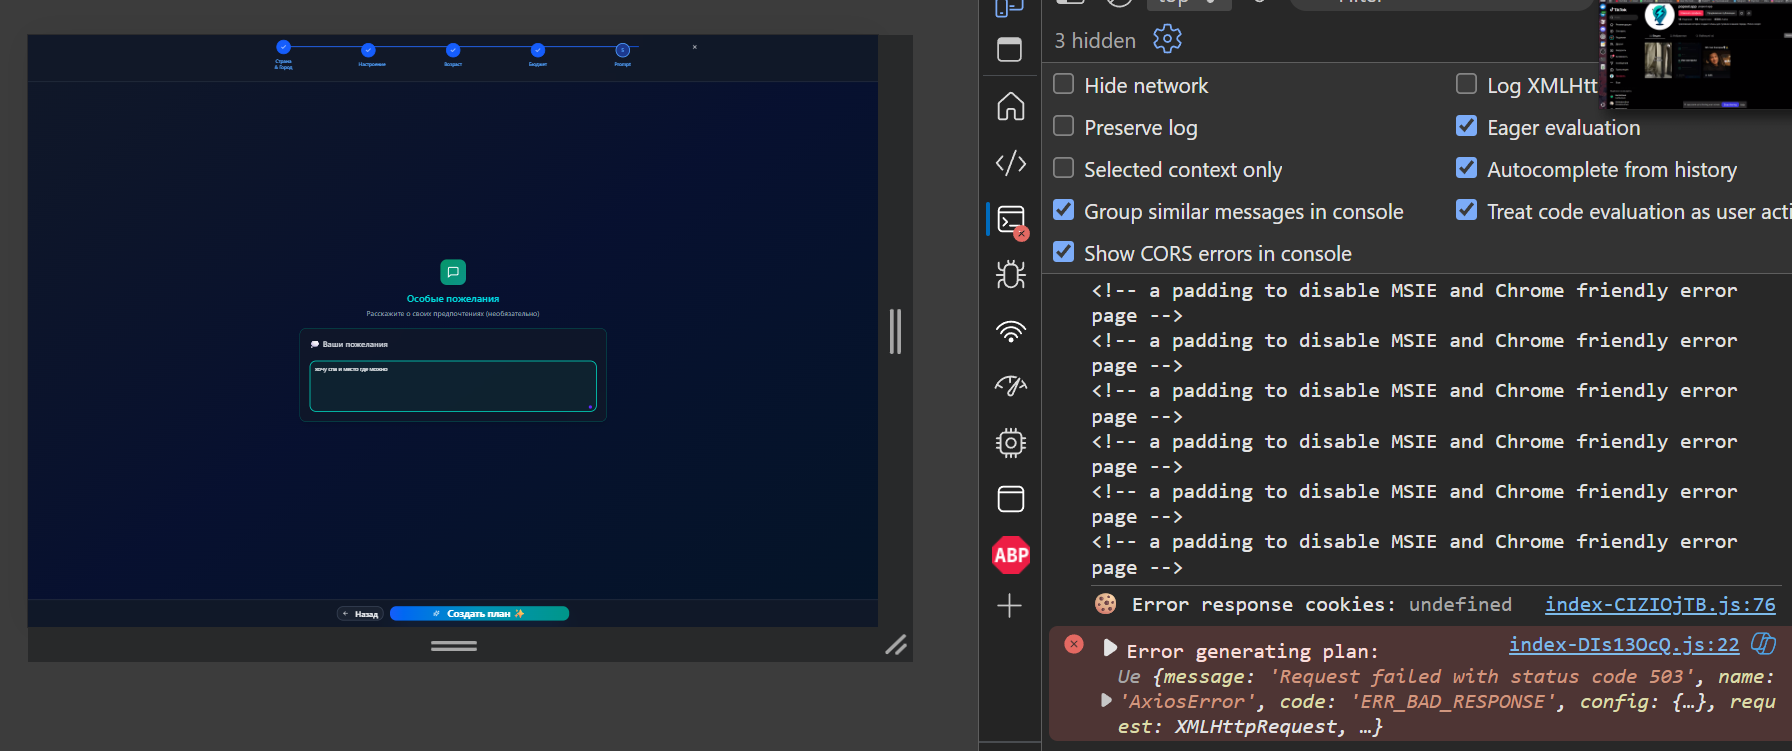 Страна
& Город
Настроение
Возраст
Бюджет
5
Prompt
Особые пожелания
Расскажите о своих предпочтениях (необязательно)
Ваши пожелания
хочу спа и место где можно
Назад
Создать план
3 hidden
Hide network
Log XMLHtt
Preserve log
Eager evaluation
Selected context only
Autocomplete from history
Group similar messages in console
Treat code evaluation as user acti
Show CORS errors in console
<!-- a padding to disable MSIE and Chrome friendly error
page -->
<!-- a padding to disable MSIE and Chrome friendly error
page -->
<!-- a padding to disable MSIE and Chrome friendly error
page -->
<!-- a padding to disable MSIE and Chrome friendly error
page -->
<!-- a padding to disable MSIE and Chrome friendly error
page -->
<!-- a padding to disable MSIE and Chrome friendly error
page -->
Error response cookies: undefined index-CIZIOjTB.js:76
Error generating plan: index-DIs13OcQ.js:22
Ue {message: 'Request failed with status code 503', name:
'AxiosError', code: 'ERR_BAD_RESPONSE', config: {…}, requ
est: XMLHttpRequest, …}
ABP
TikTok